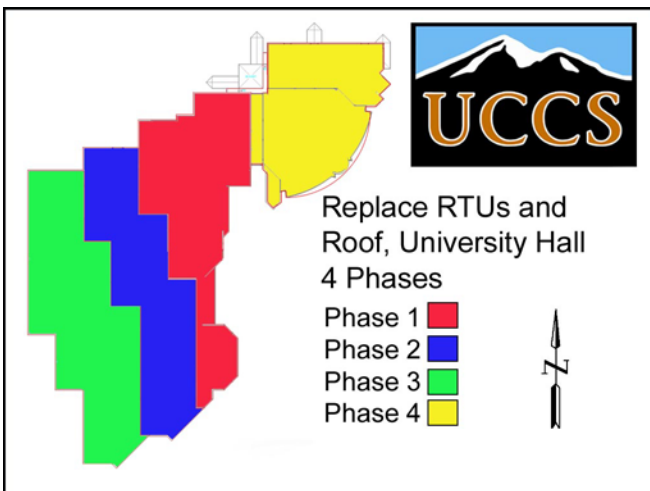 UCCS
Replace RTUs and
Roof, University Hall
4 Phases
Phase 1
Phase 2
Phase 3
Phase 4
N